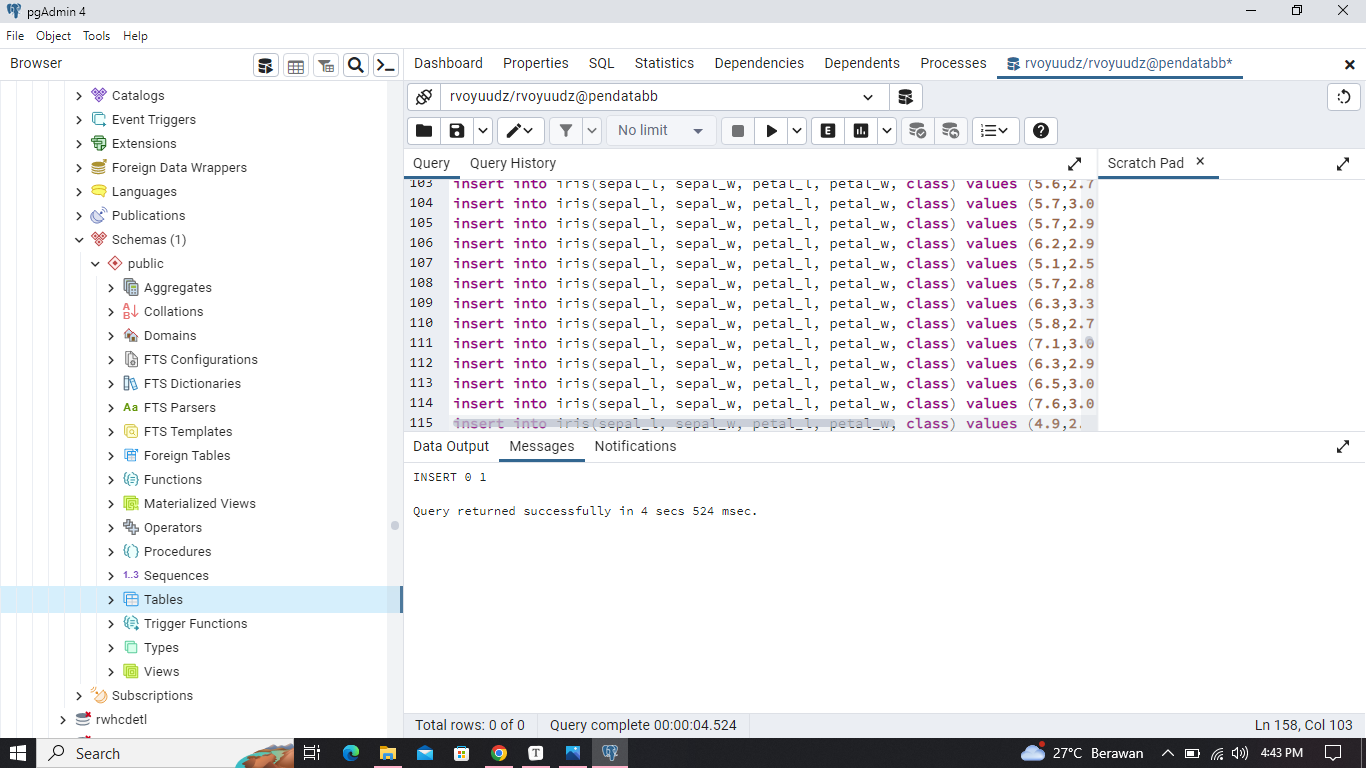 pgAdmin 4
File Object Tools Help
Browser
Dashboard Properties SQL Statistics Dependencies Dependents Processes rvoyuudz/rvoyuudz@pendatabb*
rvoyuudz/rvoyuudz@pendatabb
No limit
E
Query Query History
Scratch Pad
Catalogs
Event Triggers
Extensions
Foreign Data Wrappers
Languages
Publications
Schemas (1)
public
Aggregates
Collations
Domains
FTS Configurations
FTS Dictionaries
Aa FTS Parsers
FTS Templates
Foreign Tables
Functions
Materialized Views
Operators
Procedures
1..3 Sequences
Tables
Trigger Functions
Types
Views
Subscriptions
rwhcdetl
103 insert into iris(sepal_l, sepal_w, petal_l, petal_w, class) values (5.6,2.7
104 insert into iris(sepal_l, sepal_w, petal_l, petal_w, class) values (5.7,3.0
105 insert into iris(sepal_l, sepal_w, petal_l, petal_w, class) values (5.7,2.9
106 insert into iris(sepal_l, sepal_w, petal_l, petal_w, class) values (6.2,2.9
107 insert into iris(sepal_l, sepal_w, petal_l, petal_w, class) values (5.1,2.5
108 insert into iris(sepal_l, sepal_w, petal_l, petal_w, class) values (5.7,2.8
109 insert into iris(sepal_l, sepal_w, petal_l, petal_w, class) values (6.3,3.3
110 insert into iris(sepal_l, sepal_w, petal_l, petal_w, class) values (5.8,2.7
111 insert into iris(sepal_l, sepal_w, petal_l, petal_w, class) values (7.1,3.0
112 insert into iris(sepal_l, sepal_w, petal_l, petal_w, class) values (6.3,2.9
113 insert into iris(sepal_l, sepal_w, petal_l, petal_w, class) values (6.5,3.0
114 insert into iris(sepal_l, sepal_w, petal_l, petal_w, class) values (7.6,3.0
115 insert into iris(sepal_l, sepal_w, petal_l, petal_w, class) values (4.9,2.
Data Output Messages Notifications
INSERT 0 1
Query returned successfully in 4 secs 524 msec.
Total rows: 0 of 0 Query complete 00:00:04.524 Ln 158, Col 103
Search
T
27°C Berawan 4:43 PM